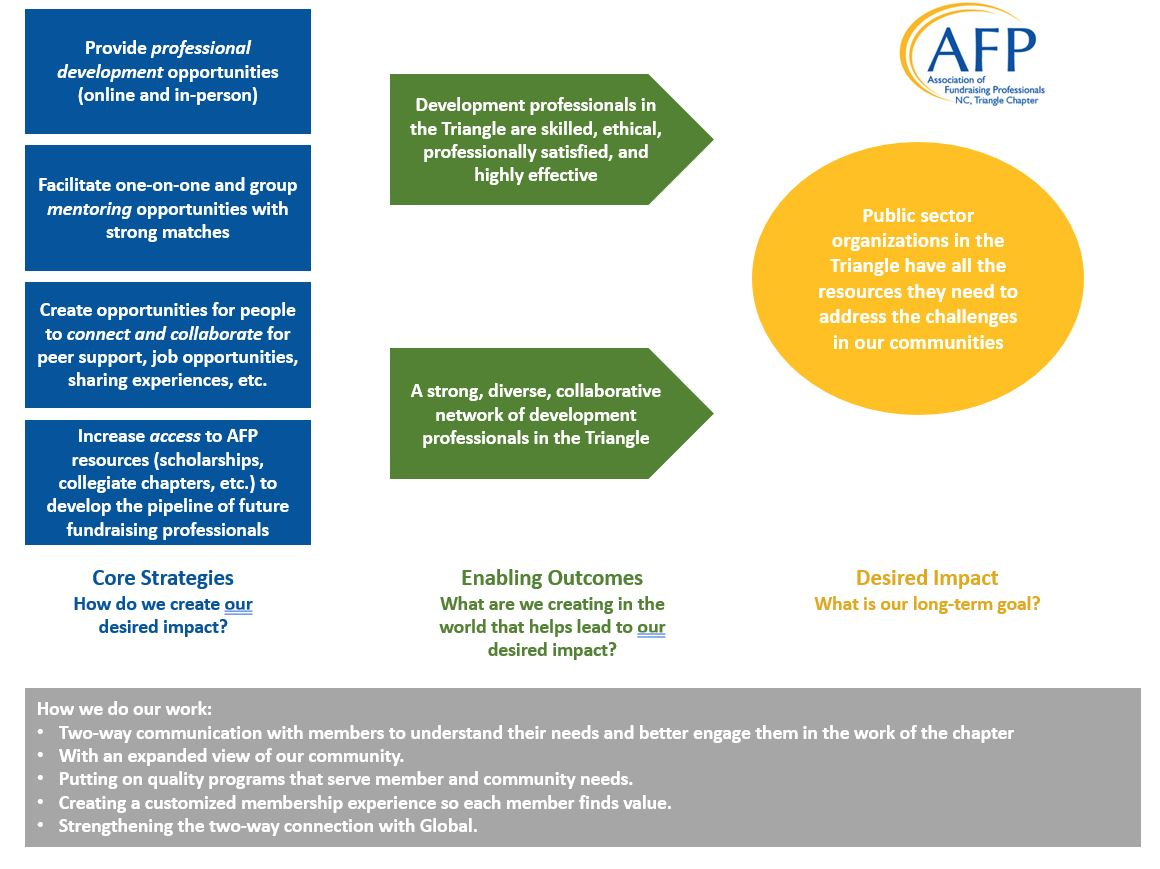 Provide professional
development opportunities
(online and in-person)
Facilitate one-on-one and group
mentoring opportunities with
strong matches
Create opportunities for people
to connect and collaborate for
peer support, job opportunities,
sharing experiences, etc.
Increase access to AFP
resources (scholarships,
collegiate chapters, etc.) to
develop the pipeline of future
fundraising professionals
Core Strategies
How do we create our
desired impact?
Development professionals in
the Triangle are skilled, ethical,
professionally satisfied, and
highly effective
A strong, diverse, collaborative
network of development
professionals in the Triangle
Enabling Outcomes
What are we creating in the
world that helps lead to our
desired impact?
AFP
Association of
Fundraising Professionals
NC, Triangle Chapter
Public sector
organizations in the
Triangle have all the
resources they need to
address the challenges
in our communities
Desired Impact
What is our long-term goal?
How we do our work:
• Two-way communication with members to understand their needs and better engage them in the work of the chapter
• With an expanded view of our community.
• Putting on quality programs that serve member and community needs.
• Creating a customized membership experience so each member finds value.
• Strengthening the two-way connection with Global.